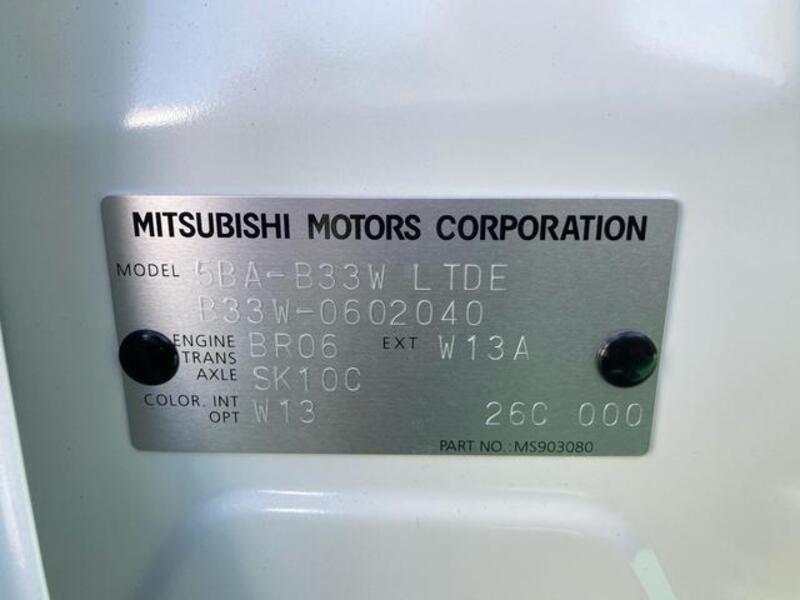 MITSUBISHI MOTORS CORPORATION
MODEL 5BA-B33W LTDE
B33W-0602040
ENGINE BR06 EXT W13A
TRANS
AXLE SK10C
COLOR. INT
OPT W13 26C 000
PART NO.: MS903080